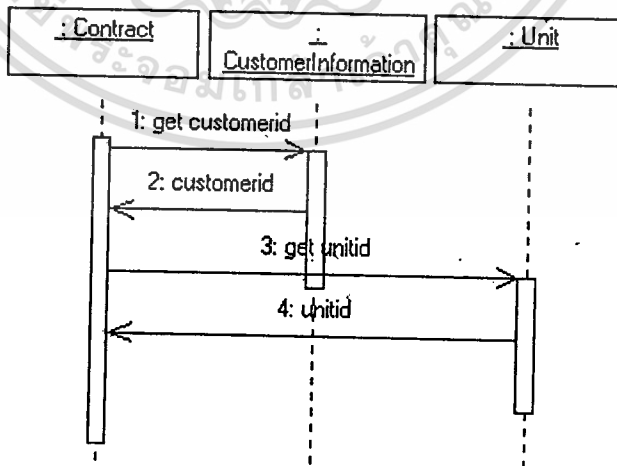 : Contract
:
CustomerInformation
: Unit
1: get customerid
2: customerid
3: get unitid
4: unitid